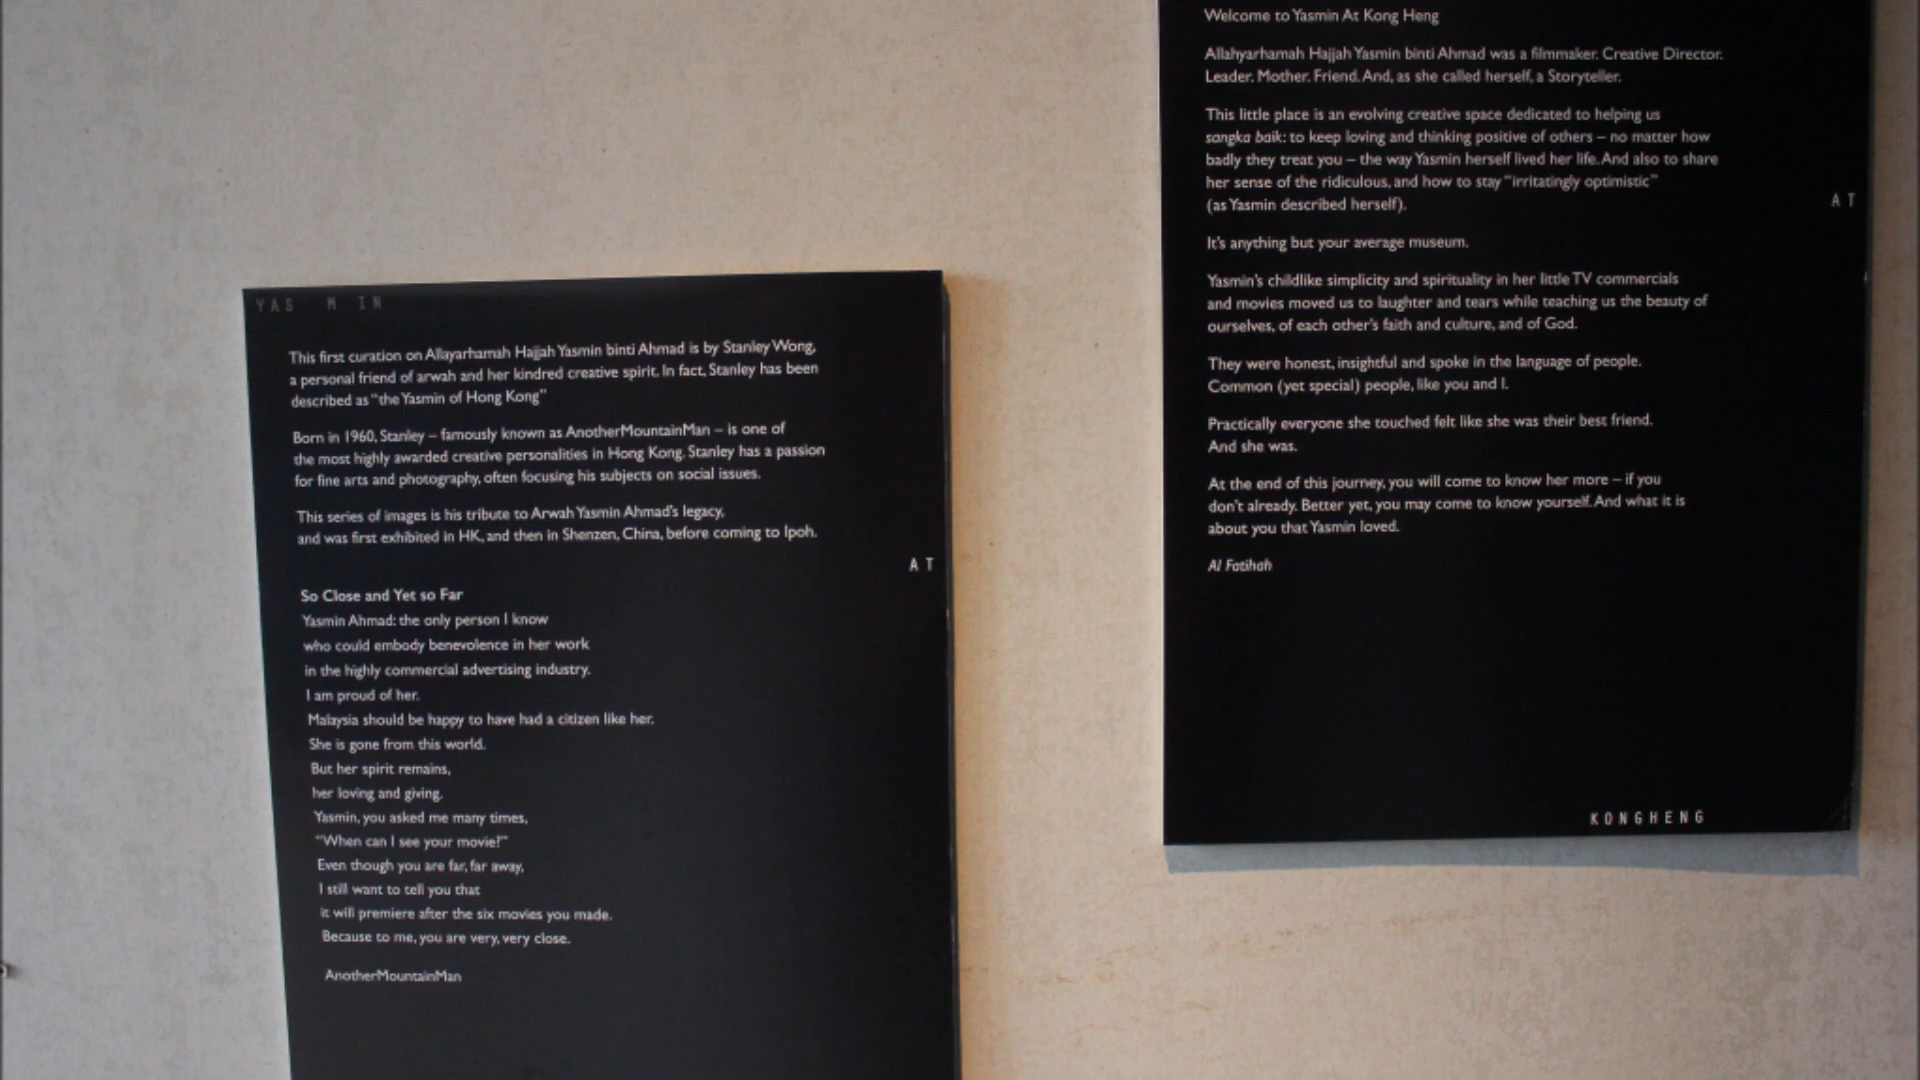 YAS M IN
This first curation on Allayarhamah Hajjah Yasmin binti Ahmad is by Stanley Wong,
a personal friend of arwah and her kindred creative spirit. In fact, Stanley has been
described as "the Yasmin of Hong Kong"
Born in 1960, Stanley – famously known as AnotherMountainMan – is one of
the most highly awarded creative personalities in Hong Kong. Stanley has a passion
for fine arts and photography, often focusing his subjects on social issues.
This series of images is his tribute to Arwah Yasmin Ahmad's legacy,
and was first exhibited in HK, and then in Shenzen, China, before coming to Ipoh.
AT
So Close and Yet so Far
Yasmin Ahmad: the only person I know
who could embody benevolence in her work
in the highly commercial advertising industry.
I am proud of her.
Malaysia should be happy to have had a citizen like her.
She is gone from this world.
But her spirit remains,
her loving and giving.
Yasmin, you asked me many times,
"When can I see your movie?"
Even though you are far, far away,
I still want to tell you that
it will premiere after the six movies you made.
Because to me, you are very, very close.
AnotherMountainMan
Welcome to Yasmin At Kong Heng
Allahyarhamah Hajjah Yasmin binti Ahmad was a filmmaker. Creative Director.
Leader. Mother. Friend. And, as she called herself, a Storyteller.
This little place is an evolving creative space dedicated to helping us
sangka baik: to keep loving and thinking positive of others – no matter how
badly they treat you – the way Yasmin herself lived her life. And also to share
her sense of the ridiculous, and how to stay "irritatingly optimistic"
(as Yasmin described herself).
AT
It's anything but your average museum.
Yasmin's childlike simplicity and spirituality in her little TV commercials
and movies moved us to laughter and tears while teaching us the beauty of
ourselves, of each other's faith and culture, and of God.
They were honest, insightful and spoke in the language of people.
Common (yet special) people, like you and I.
Practically everyone she touched felt like she was their best friend.
And she was.
At the end of this journey, you will come to know her more – if you
don't already. Better yet, you may come to know yourself. And what it is
about you that Yasmin loved.
Al Fatihah
KONGHENG